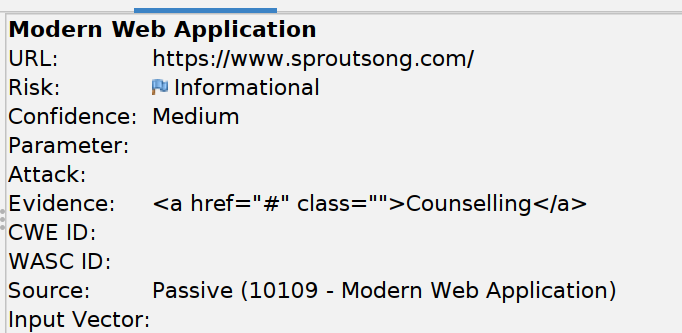 Modern Web Application
URL: https://www.sproutsong.com/
Risk: Informational
Confidence: Medium
Parameter:
Attack:
Evidence: <a href="#" class="">Counselling</a>
CWE ID:
WASC ID:
Source: Passive (10109 - Modern Web Application)
Input Vector: